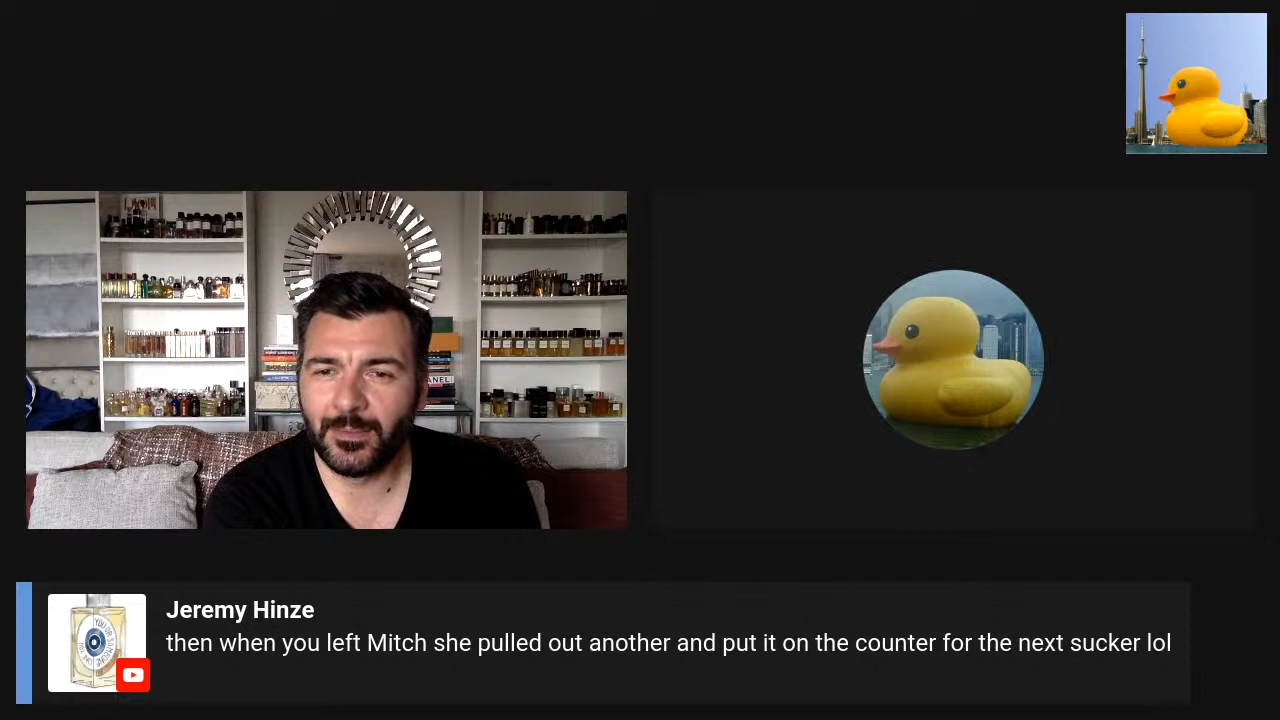 Jeremy Hinze
then when you left Mitch she pulled out another and put it on the counter for the next sucker lol